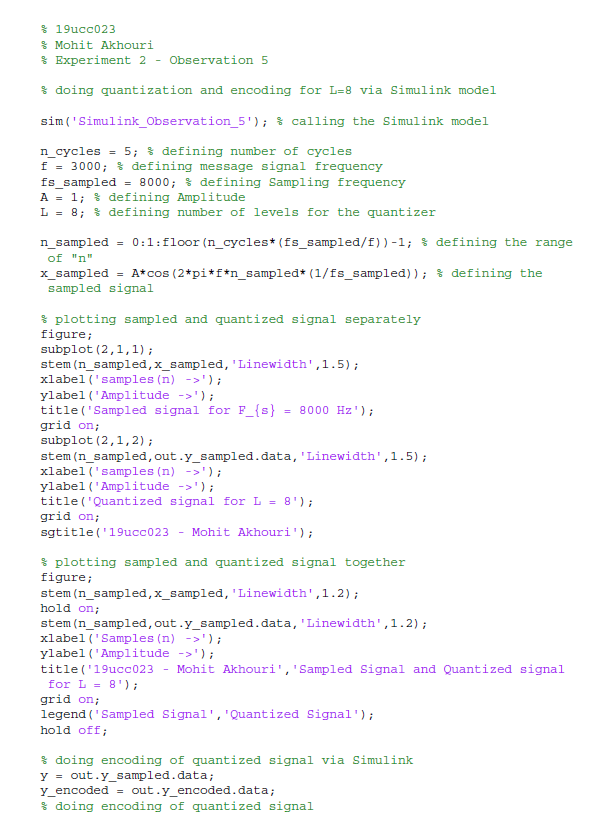 % 19ucc023
% Mohit Akhouri
% Experiment 2 - Observation 5
% doing quantization and encoding for L=8 via Simulink model
sim('Simulink_Observation_5'); % calling the Simulink model
n_cycles = 5; % defining number of cycles
f = 3000; % defining message signal frequency
fs_sampled = 8000; % defining Sampling frequency
A = 1; % defining Amplitude
L = 8; % defining number of levels for the quantizer
n_sampled = 0:1:floor(n_cycles*(fs_sampled/f))-1; % defining the range
of "n"
x_sampled = A*cos(2*pi*f*n_sampled*(1/fs_sampled)); % defining the
sampled signal
% plotting sampled and quantized signal separately
figure;
subplot(2,1,1);
stem(n_sampled,x_sampled,'Linewidth',1.5);
xlabel('samples(n) ->');
ylabel('Amplitude ->');
title('Sampled signal for F_{s} = 8000 Hz');
grid on;
subplot(2,1,2);
stem(n_sampled,out.y_sampled.data,'Linewidth',1.5);
xlabel('samples(n) ->');
ylabel('Amplitude ->');
title('Quantized signal for L = 8');
grid on;
sgtitle('19ucc023 - Mohit Akhouri');
% plotting sampled and quantized signal together
figure;
stem(n_sampled,x_sampled,'Linewidth',1.2);
hold on;
stem(n_sampled,out.y_sampled.data,'Linewidth',1.2);
xlabel('Samples(n) ->');
ylabel('Amplitude ->');
title('19ucc023 - Mohit Akhouri','Sampled Signal and Quantized signal
for L = 8');
grid on;
legend('Sampled Signal','Quantized Signal');
hold off;
% doing encoding of quantized signal via Simulink
y = out.y_sampled.data;
y_encoded = out.y_encoded.data;
% doing encoding of quantized signal